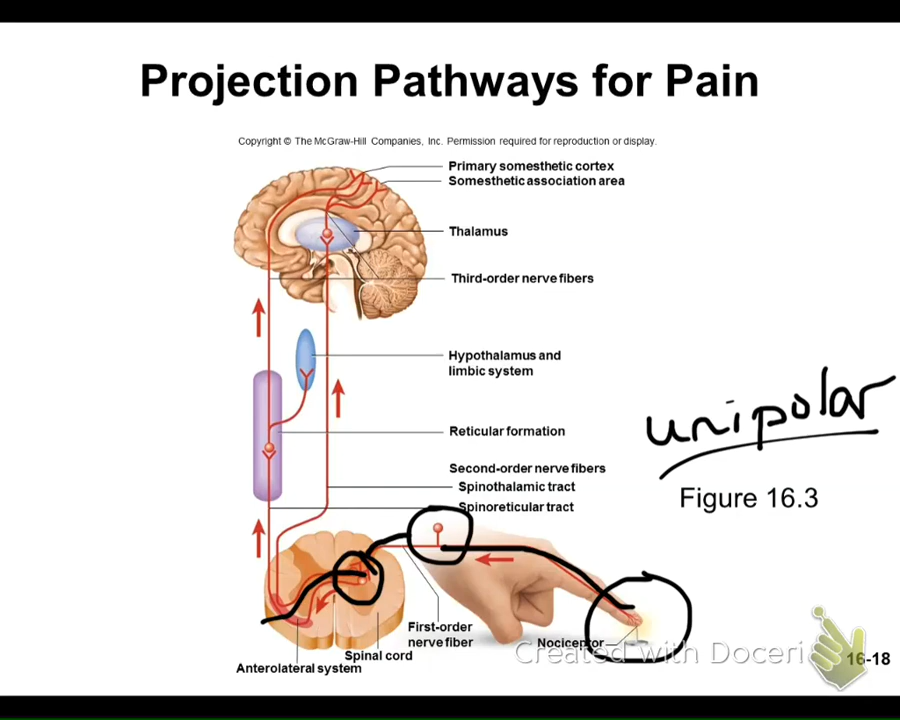 Projection Pathways for Pain
Copyright © The McGraw-Hill Companies, Inc. Permission required for reproduction or display.
Primary somesthetic cortex
Somesthetic association area
Thalamus
Third-order nerve fibers
Hypothalamus and
limbic system
unipolar
Reticular formation
Second-order nerve fibers
Spinothalamic tract
Figure 16.3
Spinoreticular tract
First-order
nerve fiber
Nociceptor
Spinal cord
Anterolateral system
Created with Doceri
16-18